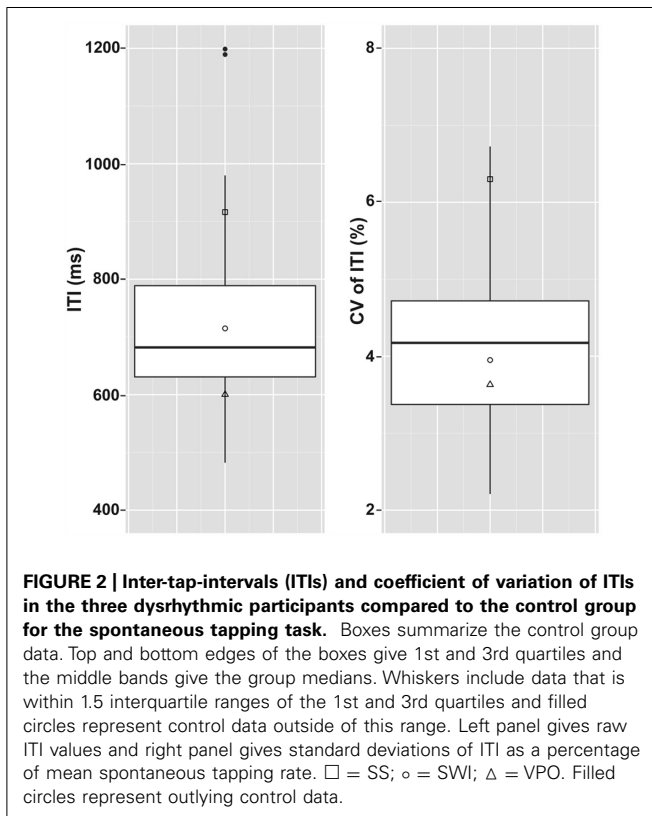 1200
1000
800
600
400
ITI (ms)
8
6
4
2
CV of ITI (%)
FIGURE 2 | Inter-tap-intervals (ITIs) and coefficient of variation of ITIs
in the three dysrhythmic participants compared to the control group
for the spontaneous tapping task. Boxes summarize the control group
data. Top and bottom edges of the boxes give 1st and 3rd quartiles and
the middle bands give the group medians. Whiskers include data that is
within 1.5 interquartile ranges of the 1st and 3rd quartiles and filled
circles represent control data outside of this range. Left panel gives raw
ITI values and right panel gives standard deviations of ITI as a percentage
of mean spontaneous tapping rate. □ = SS; ○ = SWI; △ = VPO. Filled
circles represent outlying control data.